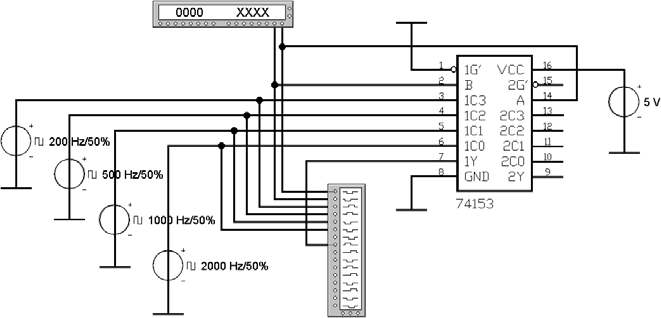 0000 XXXX
1 1G' VCC 16
2 B 2G' 15
3 1C3 A 14
4 1C2 2C3 13
5 1C1 2C2 12
6 1C0 2C1 11
7 1Y 2C0 10
8 GND 2Y 9
74153
+ 5 V -
+ 200 Hz/50% -
+ 500 Hz/50% -
+ 1000 Hz/50% -
+ 2000 Hz/50% -